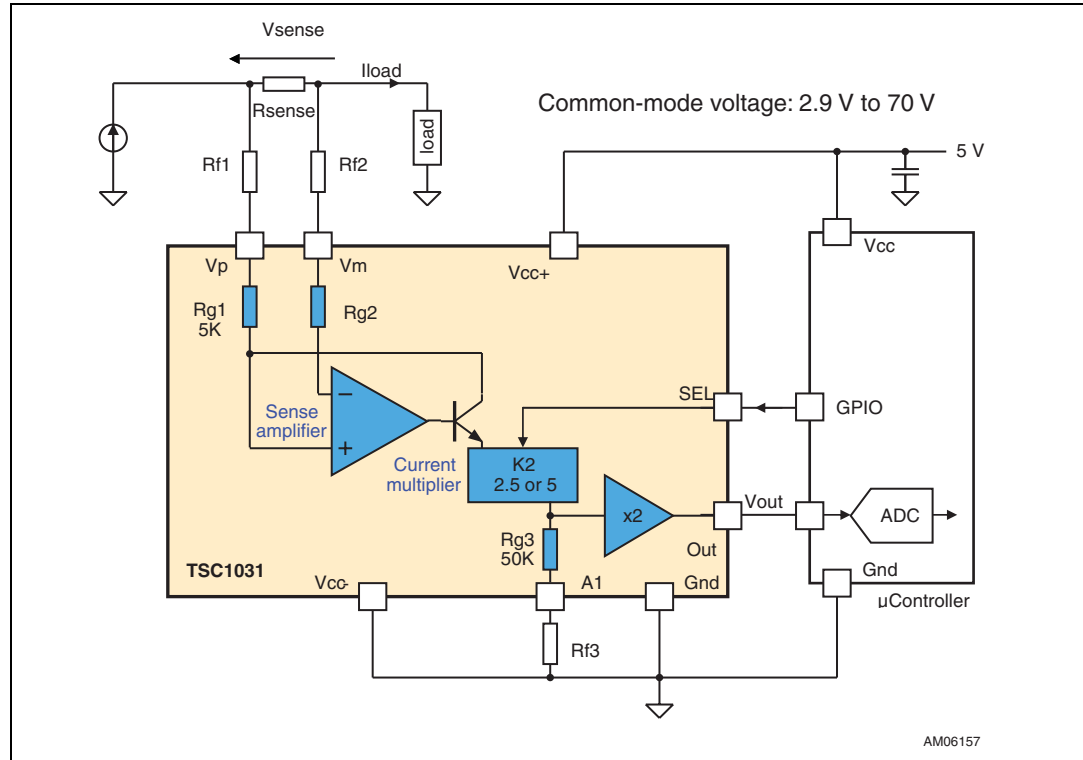 Vsense
Iload
Rsense
Common-mode voltage: 2.9 V to 70 V
load
5 V
Rf1
Rf2
Vcc
Vp
Vm
Vcc+
Rg1
5K
Rg2
SEL
GPIO
−
Sense
amplifier
+
Current
multiplier
K2
2.5 or 5
x2
Vout
ADC
Rg3
50K
Out
TSC1031
Vcc-
A1
Gnd
Gnd
µController
Rf3
AM06157